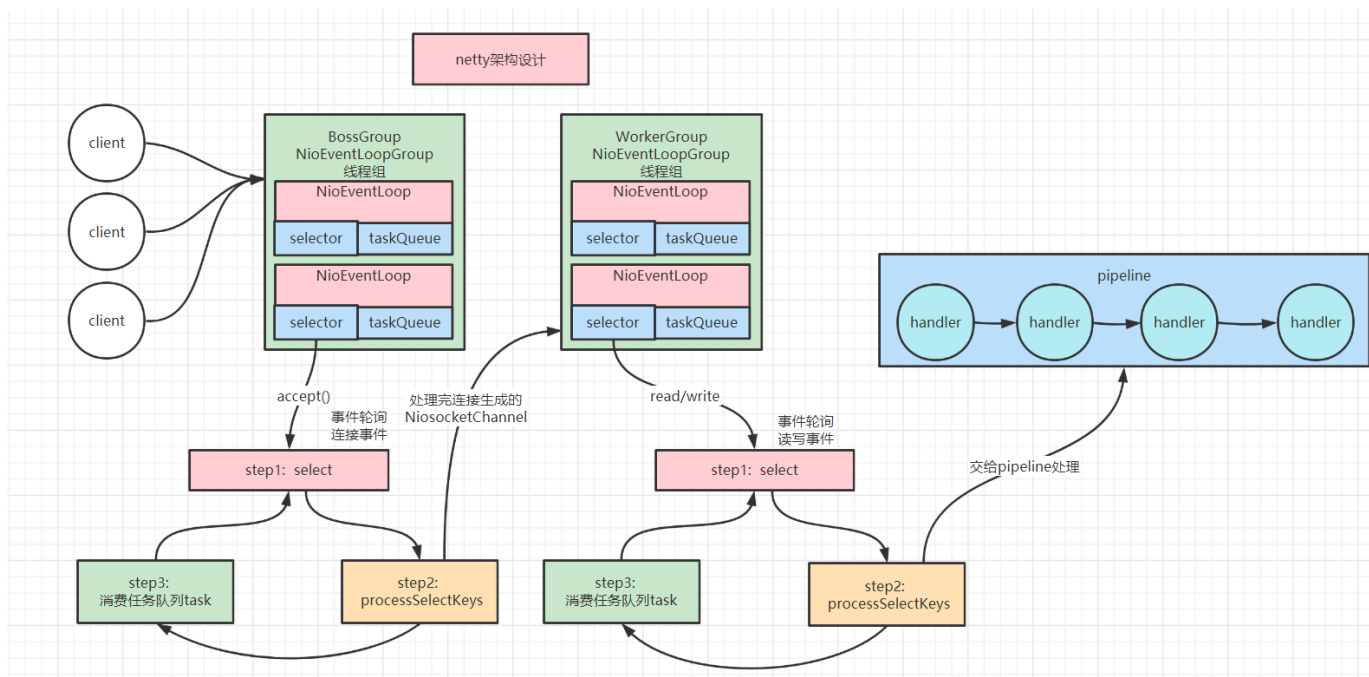 netty架构设计
client
client
client
BossGroup
NioEventLoopGroup
线程组
NioEventLoop
selector
taskQueue
NioEventLoop
selector
taskQueue
accept()
事件轮询
连接事件
step1: select
step2:
processSelectKeys
step3:
消费任务队列task
处理完连接生成的
NiosocketChannel
WorkerGroup
NioEventLoopGroup
线程组
NioEventLoop
selector
taskQueue
NioEventLoop
selector
taskQueue
read/write
事件轮询
读写事件
step1: select
step2:
processSelectKeys
step3:
消费任务队列task
交给pipeline处理
pipeline
handler
handler
handler
handler